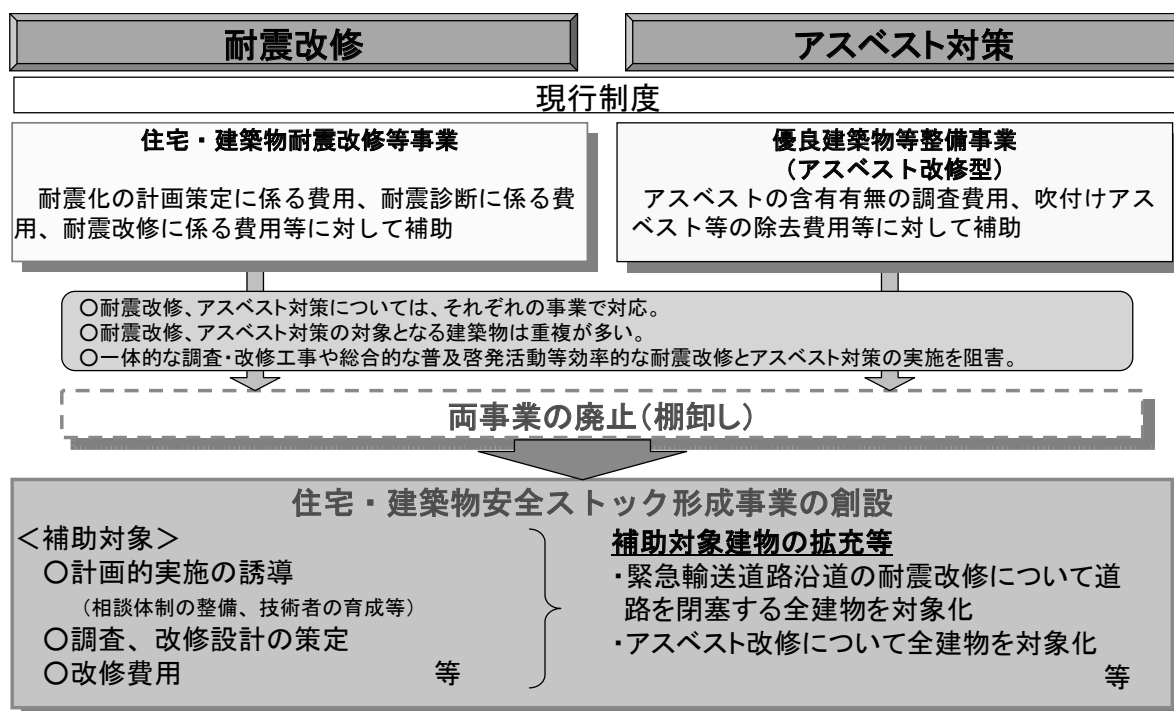 耐震改修
アスベスト対策
現行制度
住宅・建築物耐震改修等事業
耐震化の計画策定に係る費用、耐震診断に係る費
用、耐震改修に係る費用等に対して補助
優良建築物等整備事業
（アスベスト改修型）
アスベストの含有有無の調査費用、吹付けアス
ベスト等の除去費用等に対して補助
○耐震改修、アスベスト対策については、それぞれの事業で対応。
○耐震改修、アスベスト対策の対象となる建築物は重複が多い。
○一体的な調査・改修工事や総合的な普及啓発活動等効率的な耐震改修とアスベスト対策の実施を阻害。
両事業の廃止（棚卸し）
住宅・建築物安全ストック形成事業の創設
＜補助対象＞
○計画的実施の誘導
（相談体制の整備、技術者の育成等）
○調査、改修設計の策定
○改修費用 等
補助対象建物の拡充等
・緊急輸送道路沿道の耐震改修について道
路を閉塞する全建物を対象化
・アスベスト改修について全建物を対象化
等